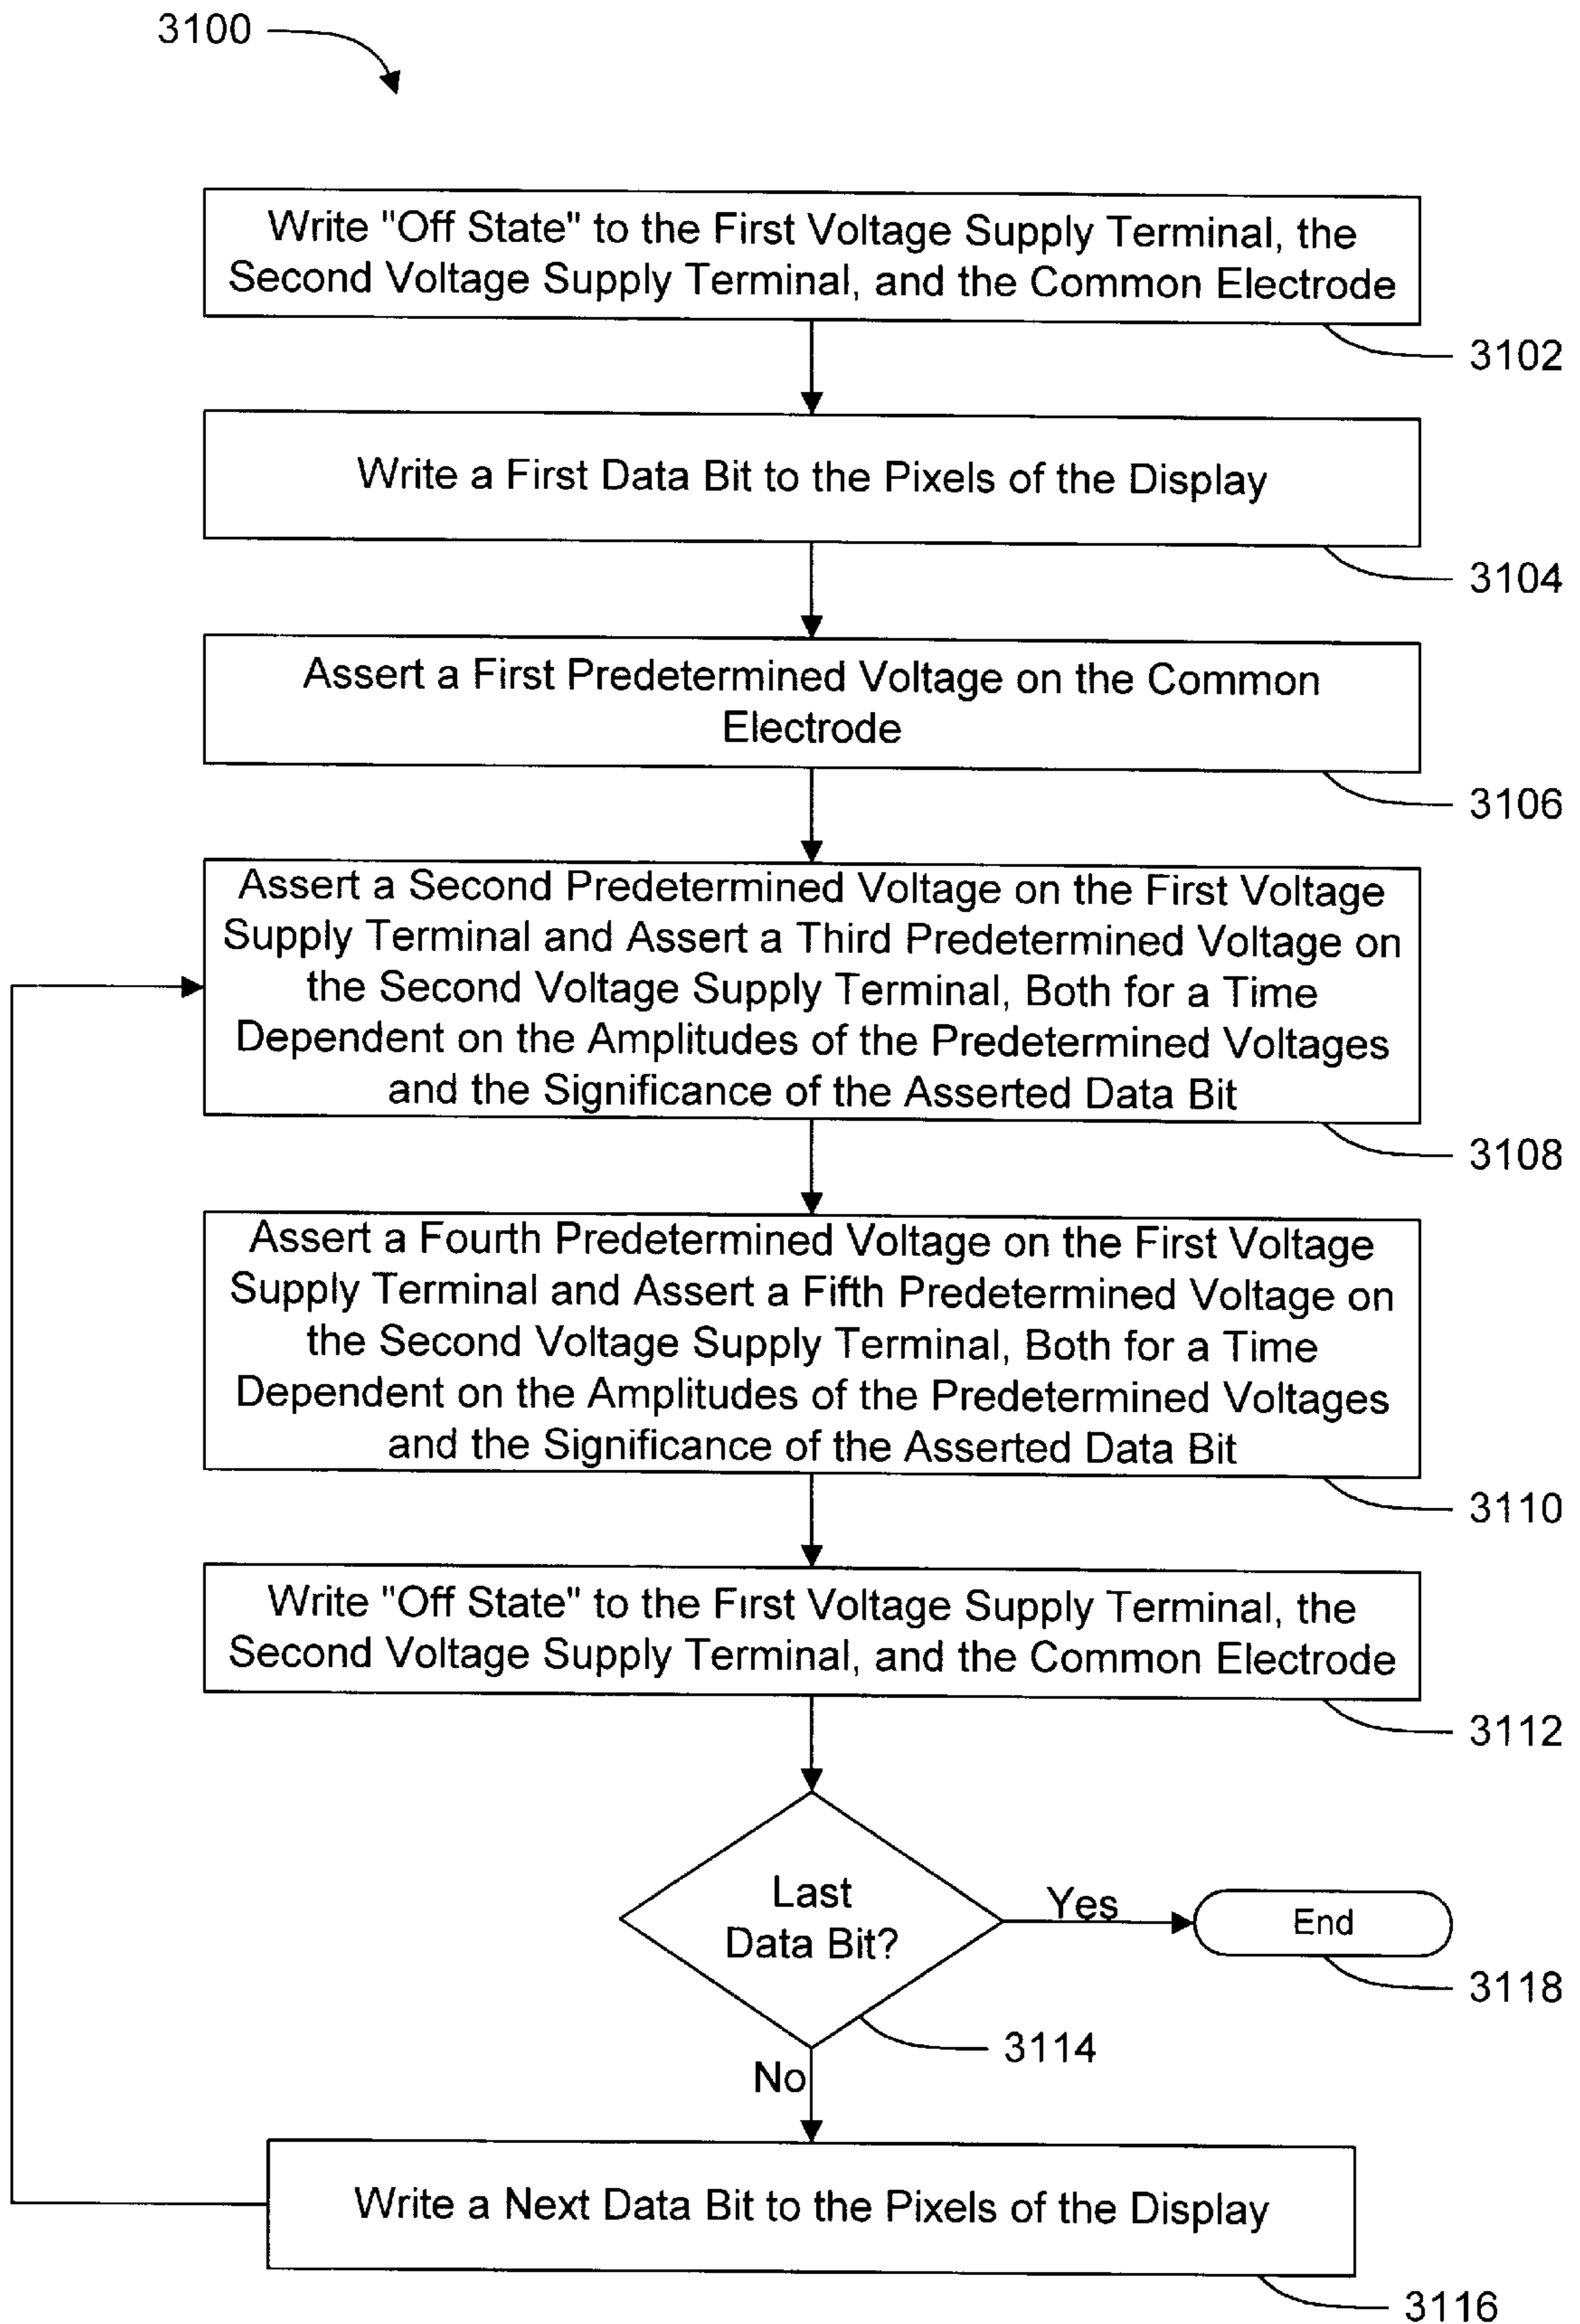 3100
Write "Off State" to the First Voltage Supply Terminal, the
Second Voltage Supply Terminal, and the Common Electrode
3102
Write a First Data Bit to the Pixels of the Display
3104
Assert a First Predetermined Voltage on the Common
Electrode
3106
Assert a Second Predetermined Voltage on the First Voltage
Supply Terminal and Assert a Third Predetermined Voltage on
the Second Voltage Supply Terminal, Both for a Time
Dependent on the Amplitudes of the Predetermined Voltages
and the Significance of the Asserted Data Bit
3108
Assert a Fourth Predetermined Voltage on the First Voltage
Supply Terminal and Assert a Fifth Predetermined Voltage on
the Second Voltage Supply Terminal, Both for a Time
Dependent on the Amplitudes of the Predetermined Voltages
and the Significance of the Asserted Data Bit
3110
Write "Off State" to the First Voltage Supply Terminal, the
Second Voltage Supply Terminal, and the Common Electrode
3112
Last
Data Bit?
Yes
End
3118
3114
No
Write a Next Data Bit to the Pixels of the Display
3116